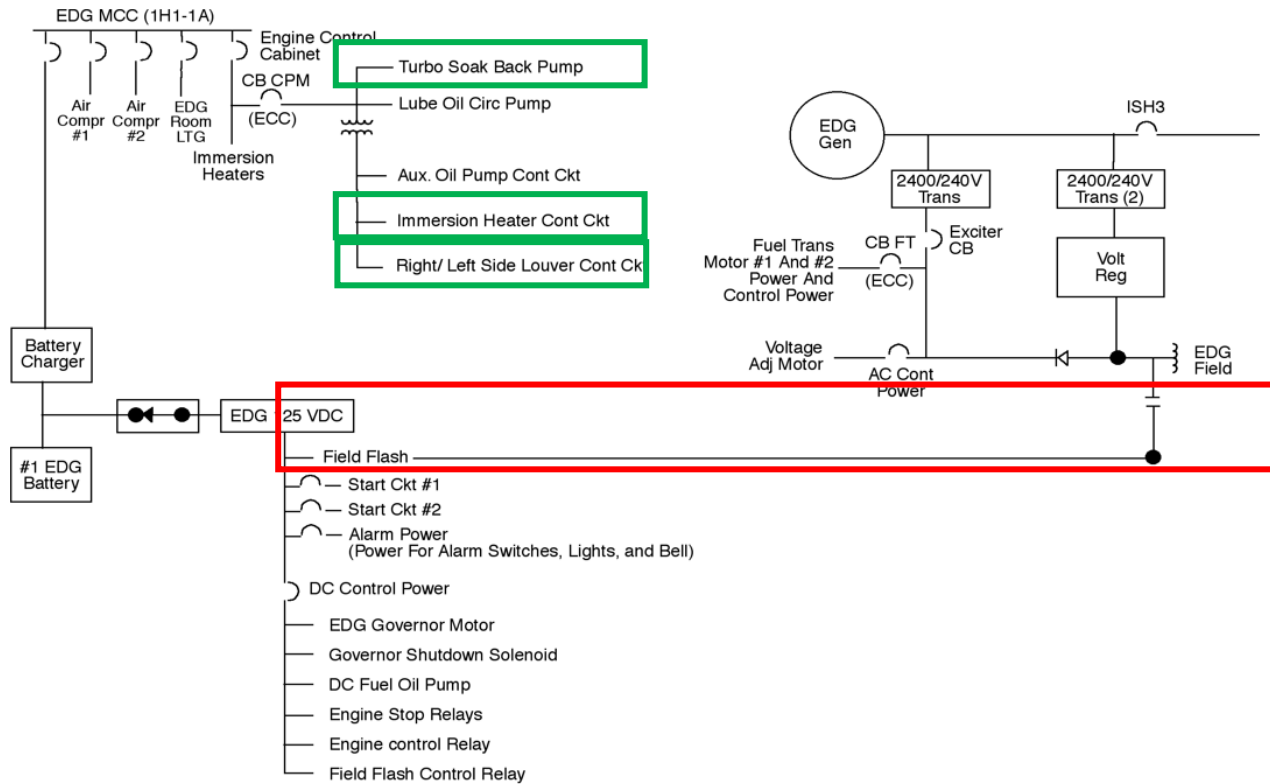 EDG MCC (1H1-1A)
Engine Control
Cabinet
Air
Compr
#1
Air
Compr
#2
EDG
Room
LTG
Immersion
Heaters
CB CPM
(ECC)
Turbo Soak Back Pump
Lube Oil Circ Pump
Aux. Oil Pump Cont Ckt
Immersion Heater Cont Ckt
Right/ Left Side Louver Cont Ck
EDG
Gen
ISH3
2400/240V
Trans
2400/240V
Trans (2)
Exciter
CB
CB FT
(ECC)
Fuel Trans
Motor #1 And #2
Power And
Control Power
Volt
Reg
Voltage
Adj Motor
AC Cont
Power
EDG
Field
Battery
Charger
#1 EDG
Battery
EDG 125 VDC
Field Flash
Start Ckt #1
Start Ckt #2
Alarm Power
(Power For Alarm Switches, Lights, and Bell)
DC Control Power
EDG Governor Motor
Governor Shutdown Solenoid
DC Fuel Oil Pump
Engine Stop Relays
Engine control Relay
Field Flash Control Relay